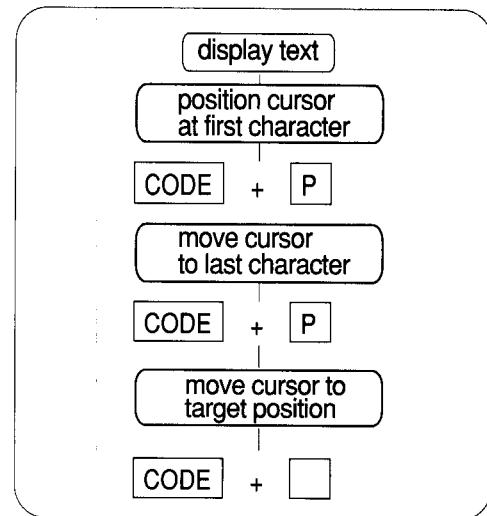 display text
position cursor
at first character
CODE + P
move cursor
to last character
CODE + P
move cursor to
target position
CODE +